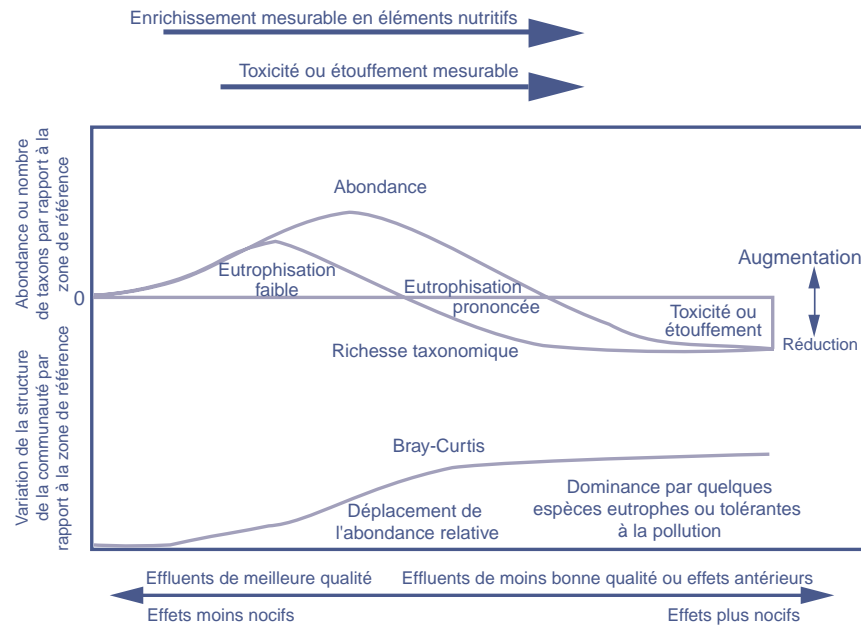 Enrichissement mesurable en éléments nutritifs
Toxicité ou étouffement mesurable
Abondance ou nombre
de taxons par rapport à la
zone de référence
Abondance
Augmentation
Eutrophisation
faible
Eutrophisation
prononcée
0
Toxicité ou
étouffement
Réduction
Richesse taxonomique
Variation de la structure
de la communauté par
rapport à la zone de référence
Bray-Curtis
Déplacement de
l'abondance relative
Dominance par quelques
espèces eutrophes ou tolérantes
à la pollution
Effluents de meilleure qualité
Effluents de moins bonne qualité ou effets antérieurs
Effets moins nocifs
Effets plus nocifs